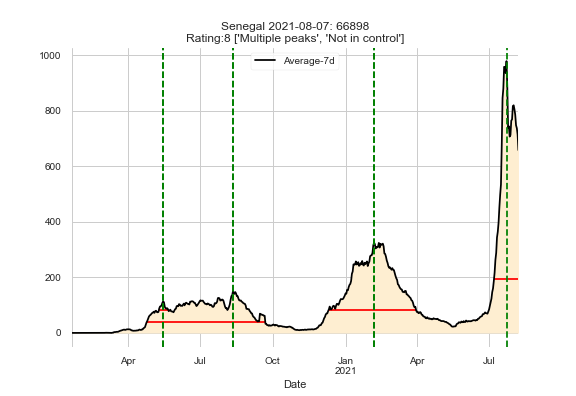 Senegal 2021-08-07: 66898
Rating:8 ['Multiple peaks', 'Not in control']
Average-7d
1000
800
600
400
200
0
Apr Jul Oct Jan Apr Jul
2021
Date